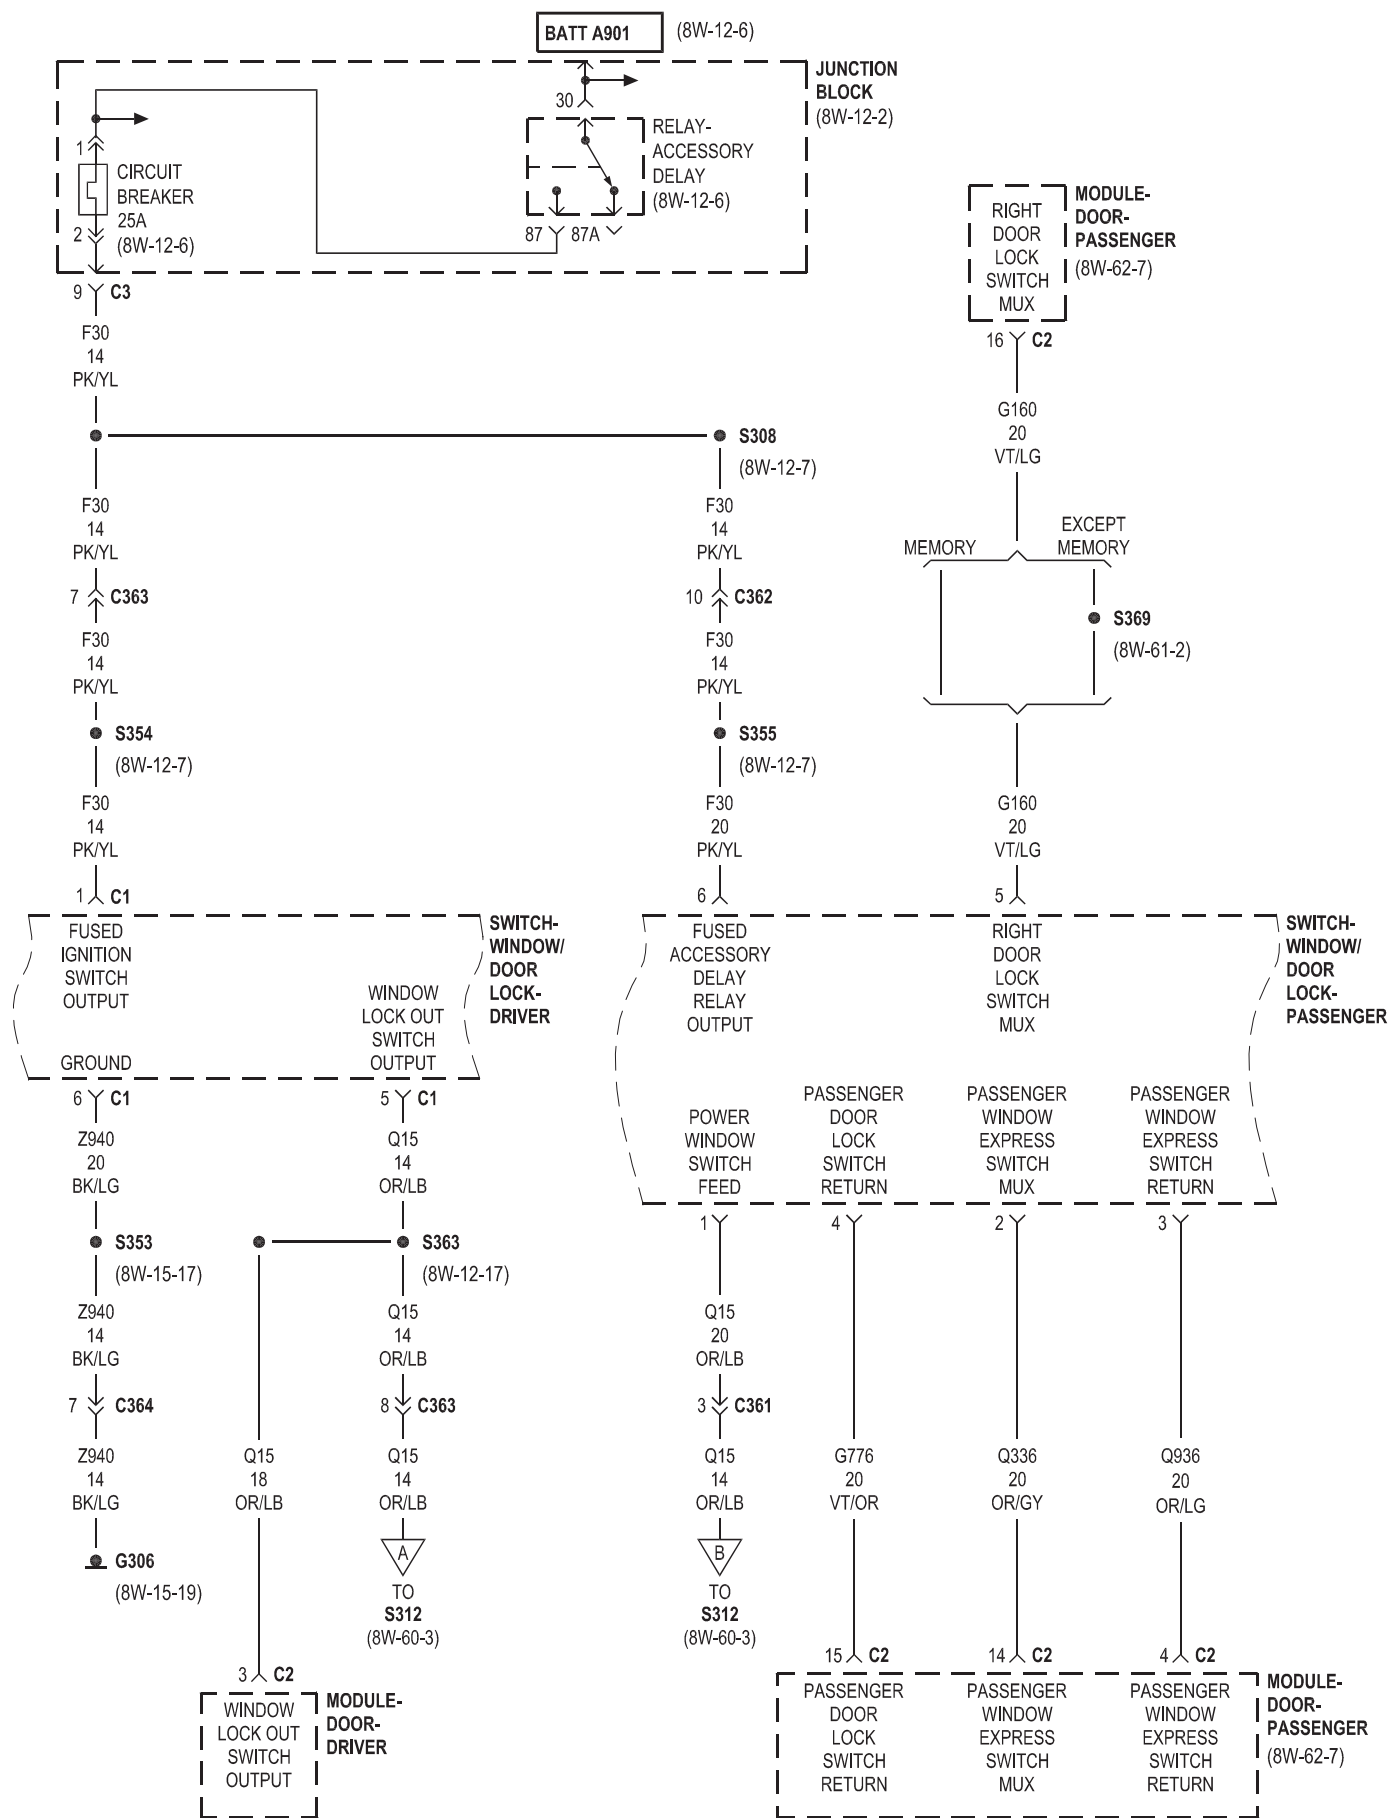 BATT A901 (8W-12-6)
JUNCTION
BLOCK
(8W-12-2)
30
RELAY-
ACCESSORY
DELAY
(8W-12-6)
87
87A
1
CIRCUIT
BREAKER
25A
(8W-12-6)
2
9 C3
F30
14
PK/YL
MODULE-
DOOR-
PASSENGER
(8W-62-7)
RIGHT
DOOR
LOCK
SWITCH
MUX
16 C2
G160
20
VT/LG
S308
(8W-12-7)
F30
14
PK/YL
F30
14
PK/YL
MEMORY
EXCEPT
MEMORY
7 C363
10 C362
S369
(8W-61-2)
F30
14
PK/YL
F30
14
PK/YL
S354
(8W-12-7)
S355
(8W-12-7)
F30
14
PK/YL
F30
20
PK/YL
G160
20
VT/LG
1 C1
6
5
FUSED
IGNITION
SWITCH
OUTPUT
WINDOW
LOCK OUT
SWITCH
OUTPUT
GROUND
SWITCH-
WINDOW/
DOOR
LOCK-
DRIVER
FUSED
ACCESSORY
DELAY
RELAY
OUTPUT
RIGHT
DOOR
LOCK
SWITCH
MUX
SWITCH-
WINDOW/
DOOR
LOCK-
PASSENGER
POWER
WINDOW
SWITCH
FEED
PASSENGER
DOOR
LOCK
SWITCH
RETURN
PASSENGER
WINDOW
EXPRESS
SWITCH
MUX
PASSENGER
WINDOW
EXPRESS
SWITCH
RETURN
6 C1
5 C1
Z940
20
BK/LG
Q15
14
OR/LB
1
4
2
3
S353
(8W-15-17)
S363
(8W-12-17)
Z940
14
BK/LG
Q15
14
OR/LB
Q15
20
OR/LB
7 C364
8 C363
3 C361
Z940
14
BK/LG
Q15
18
OR/LB
Q15
14
OR/LB
Q15
14
OR/LB
G776
20
VT/OR
Q336
20
OR/GY
Q936
20
OR/LG
G306
(8W-15-19)
A
TO
S312
(8W-60-3)
B
TO
S312
(8W-60-3)
3 C2
15 C2
14 C2
4 C2
WINDOW
LOCK OUT
SWITCH
OUTPUT
MODULE-
DOOR-
DRIVER
PASSENGER
DOOR
LOCK
SWITCH
RETURN
PASSENGER
WINDOW
EXPRESS
SWITCH
MUX
PASSENGER
WINDOW
EXPRESS
SWITCH
RETURN
MODULE-
DOOR-
PASSENGER
(8W-62-7)